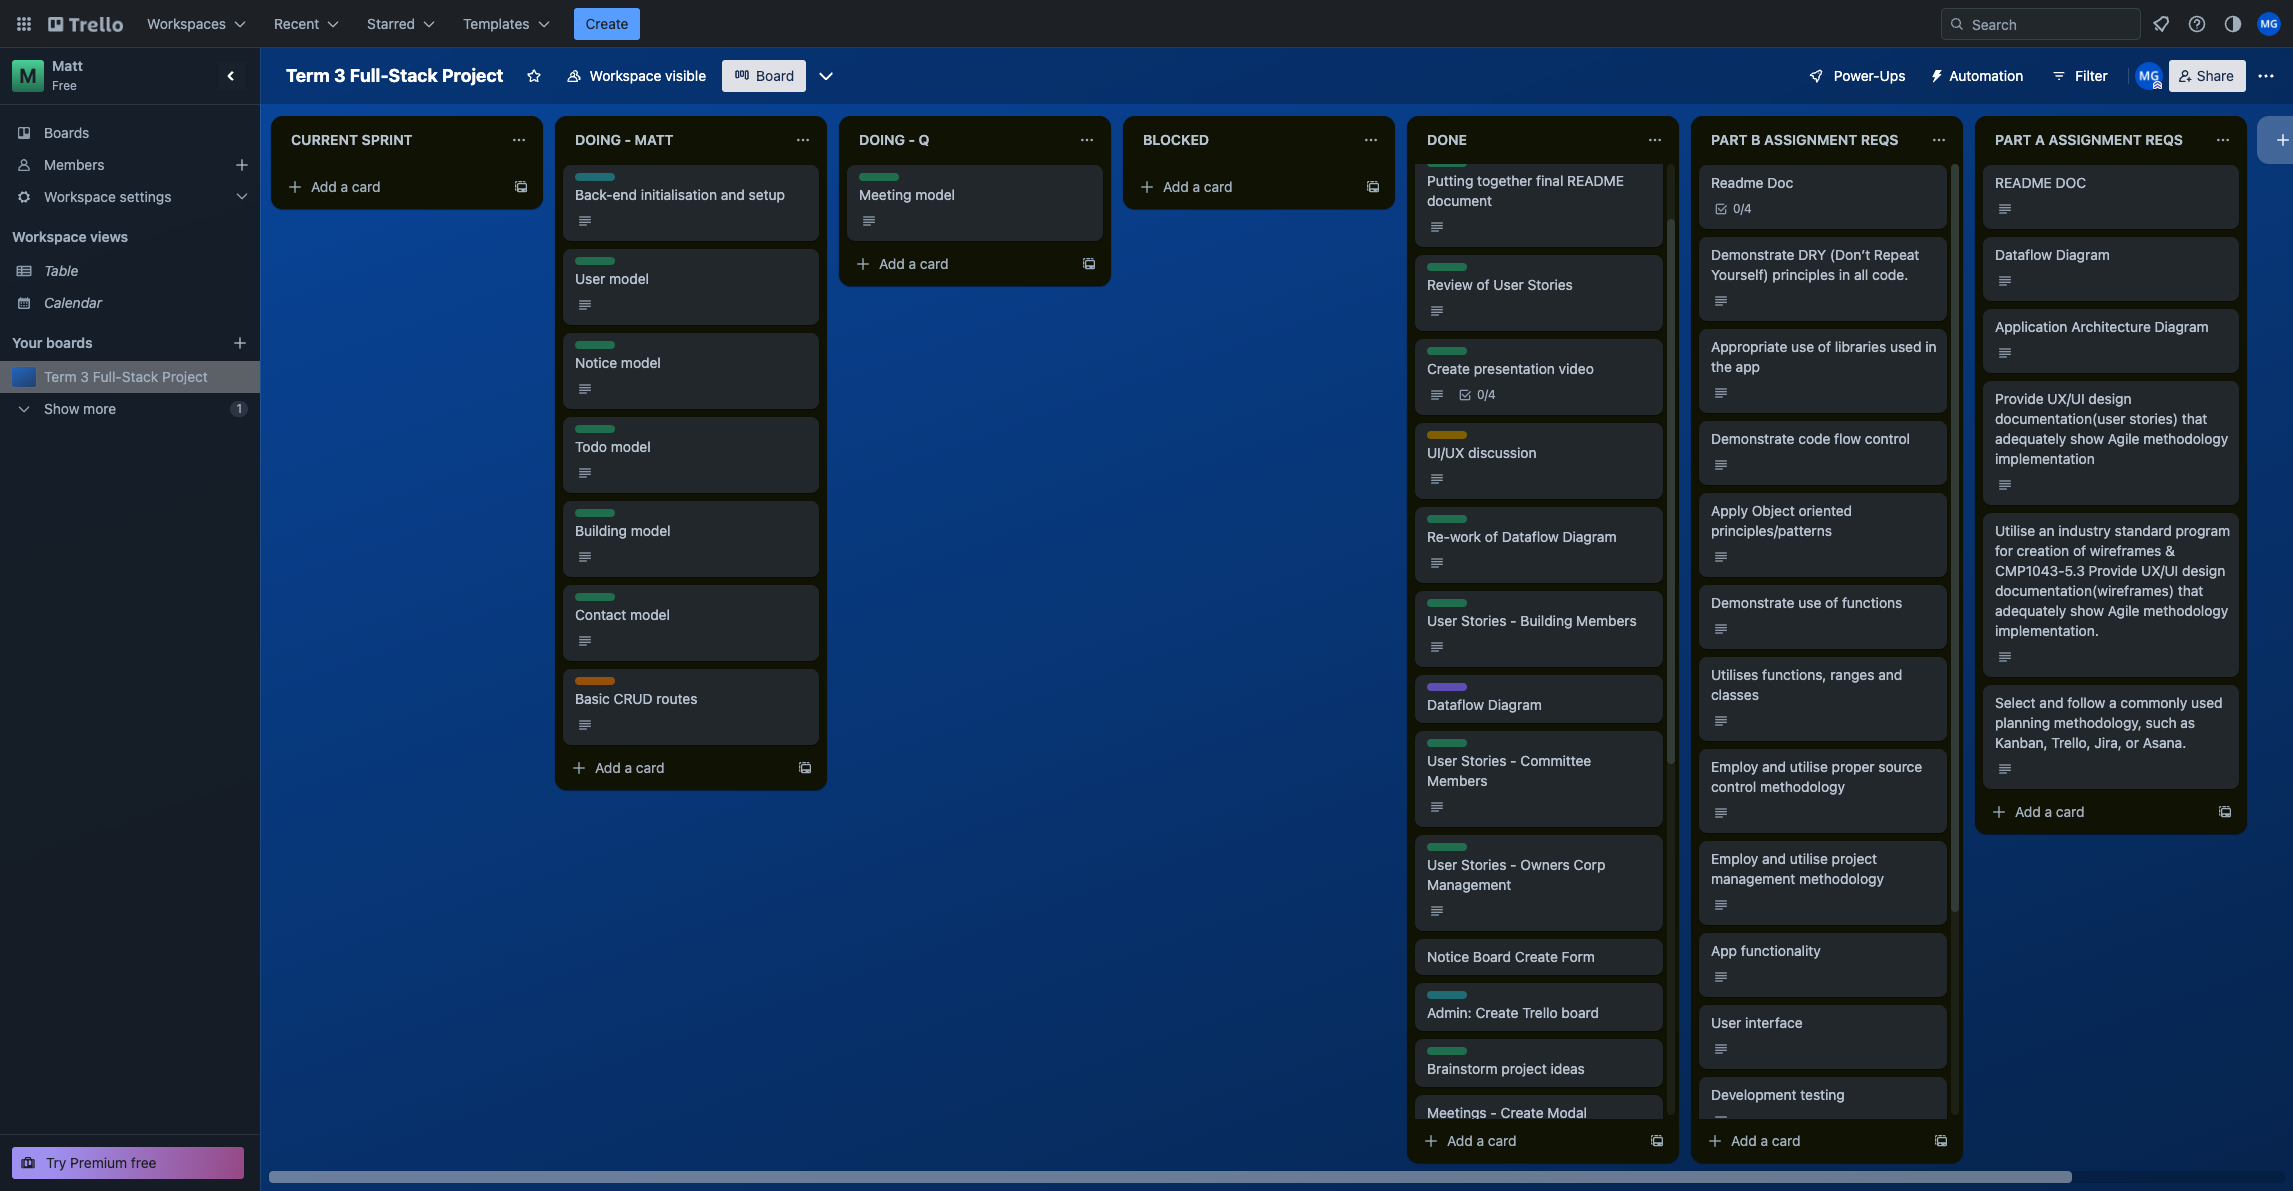 Trello
Workspaces
Recent
Starred
Templates
Create
Search
MG
M
Matt
Free
Term 3 Full-Stack Project
Workspace visible
Board
Power-Ups
Automation
Filter
MG
Share
Boards
Members
Workspace settings
Workspace views
Table
Calendar
Your boards
Term 3 Full-Stack Project
Show more
1
Try Premium free
CURRENT SPRINT
Add a card
DOING - MATT
Back-end initialisation and setup
User model
Notice model
Todo model
Building model
Contact model
Basic CRUD routes
Add a card
DOING - Q
Meeting model
Add a card
BLOCKED
Add a card
DONE
Putting together final README
document
Review of User Stories
Create presentation video
0/4
UI/UX discussion
Re-work of Dataflow Diagram
User Stories - Building Members
Dataflow Diagram
User Stories - Committee
Members
User Stories - Owners Corp
Management
Notice Board Create Form
Admin: Create Trello board
Brainstorm project ideas
Meetings - Create Modal
Add a card
PART B ASSIGNMENT REQS
Readme Doc
0/4
Demonstrate DRY (Don't Repeat
Yourself) principles in all code.
Appropriate use of libraries used in
the app
Demonstrate code flow control
Apply Object oriented
principles/patterns
Demonstrate use of functions
Utilises functions, ranges and
classes
Employ and utilise proper source
control methodology
Employ and utilise project
management methodology
App functionality
User interface
Development testing
Add a card
PART A ASSIGNMENT REQS
README DOC
Dataflow Diagram
Application Architecture Diagram
Provide UX/UI design
documentation(user stories) that
adequately show Agile methodology
implementation
Utilise an industry standard program
for creation of wireframes &
CMP1043-5.3 Provide UX/UI design
documentation(wireframes) that
adequately show Agile methodology
implementation.
Select and follow a commonly used
planning methodology, such as
Kanban, Trello, Jira, or Asana.
Add a card